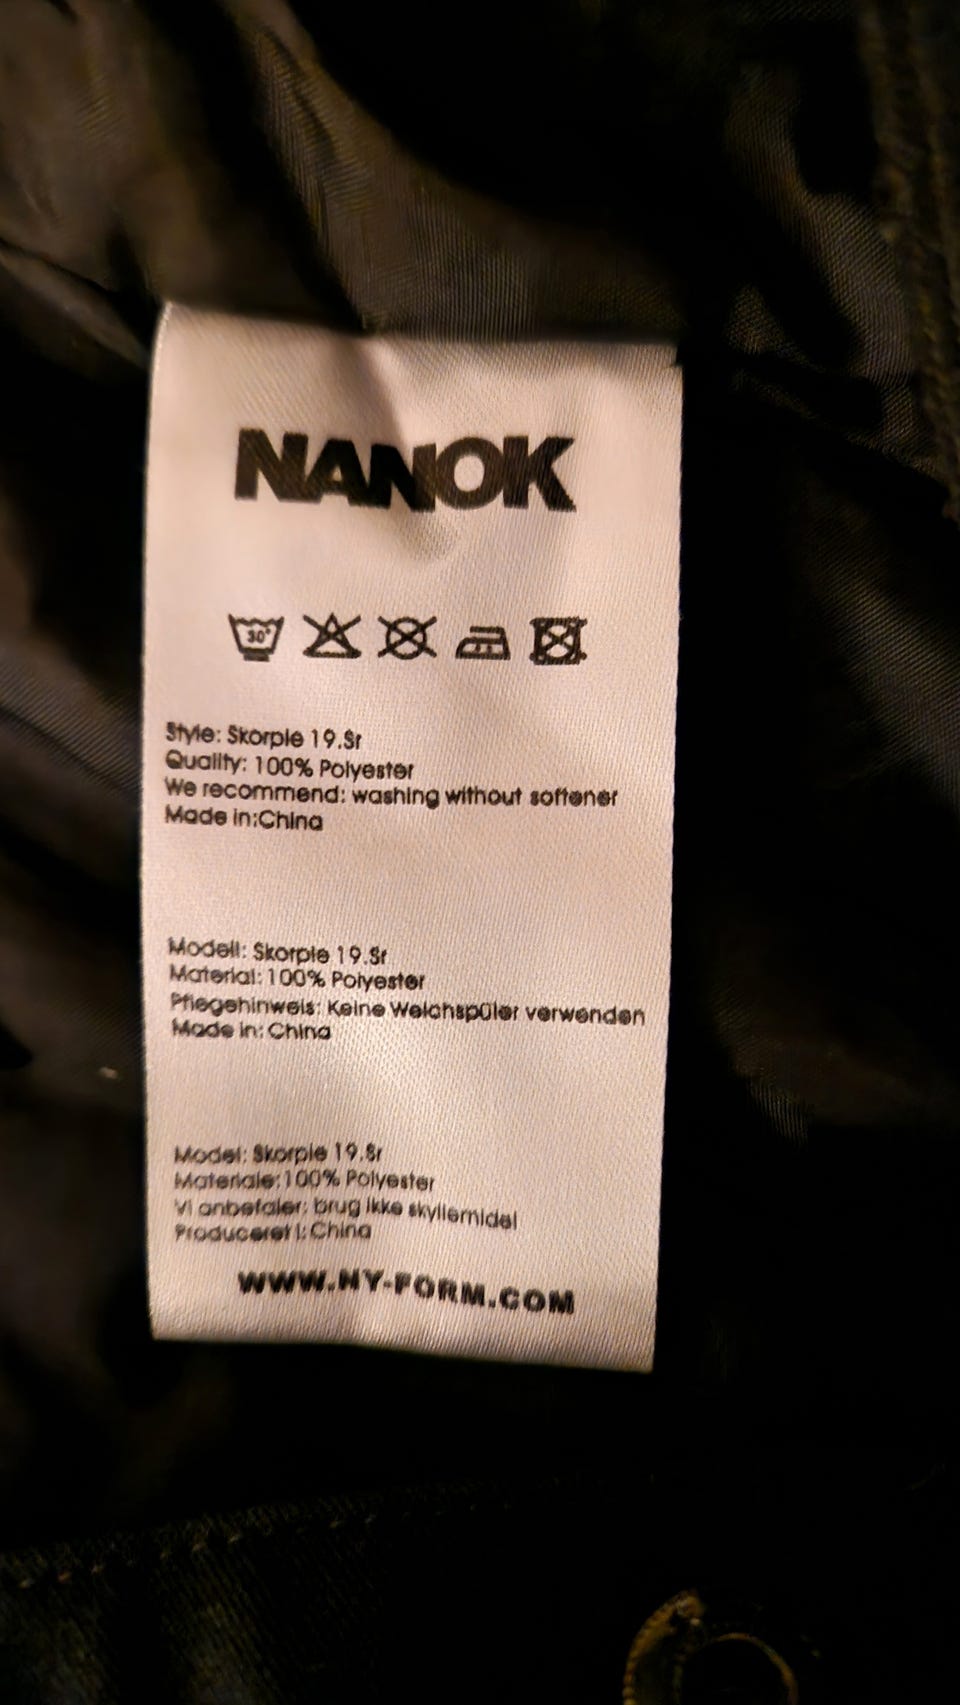 NANOK
30°
Style: Skorpie 19.Sr
Quality: 100% Polyester
We recommend: washing without softener
Made in:China
Modell: Skorpie 19.Sr
Material: 100% Polyester
Pflegehinweis: Keine Weichspüler verwenden
Made in: China
Model: Skorpie 19.Sr
Materiale: 100% Polyester
Vi anbefaler: brug ikke skyllemidel
Produceret i: China
WWW.NY-FORM.COM